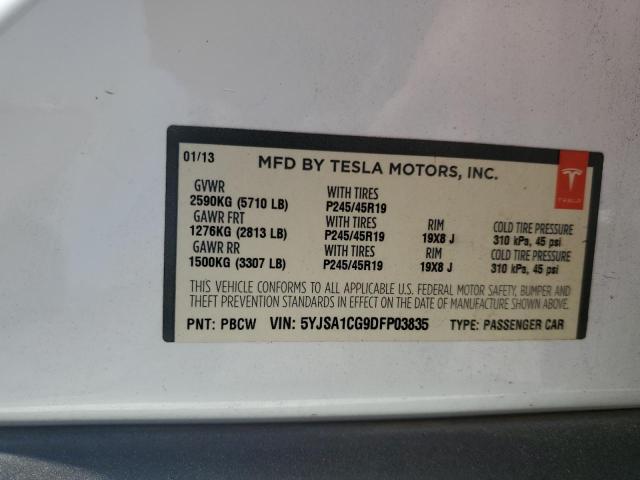 01/13 MFD BY TESLA MOTORS, INC.
TESLA
GVWR WITH TIRES
2590KG (5710 LB) P245/45R19
GAWR FRT WITH TIRES RIM COLD TIRE PRESSURE
1276KG (2813 LB) P245/45R19 19X8 J 310 kPa, 45 psi
GAWR RR WITH TIRES RIM COLD TIRE PRESSURE
1500KG (3307 LB) P245/45R19 19X8 J 310 kPa, 45 psi
THIS VEHICLE CONFORMS TO ALL APPLICABLE U.S. FEDERAL MOTOR SAFETY, BUMPER AND
THEFT PREVENTION STANDARDS IN EFFECT ON THE DATE OF MANUFACTURE SHOWN ABOVE.
PNT: PBCW VIN: 5YJSA1CG9DFP03835 TYPE: PASSENGER CAR